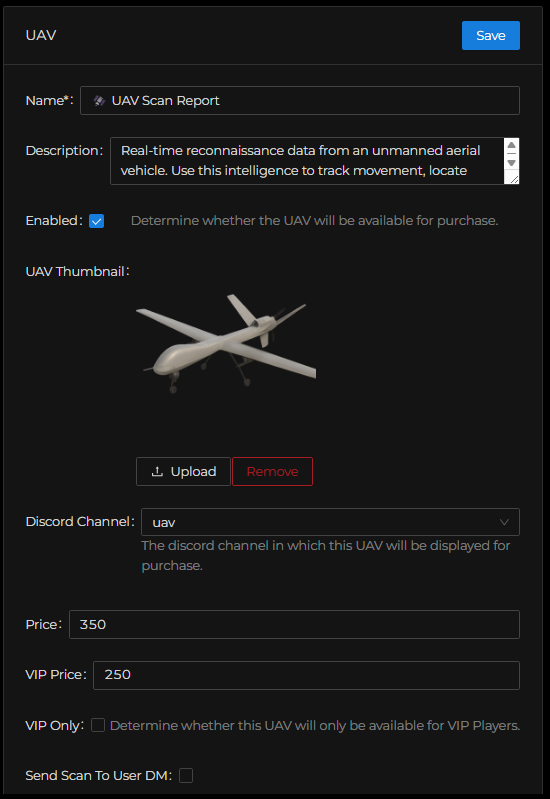 UAV
Save
Name*: UAV Scan Report
Description: Real-time reconnaissance data from an unmanned aerial
vehicle. Use this intelligence to track movement, locate
Enabled: Determine whether the UAV will be available for purchase.
UAV Thumbnail:
Upload
Remove
Discord Channel: uav
The discord channel in which this UAV will be displayed for
purchase.
Price: 350
VIP Price: 250
VIP Only: Determine whether this UAV will only be available for VIP Players.
Send Scan To User DM: